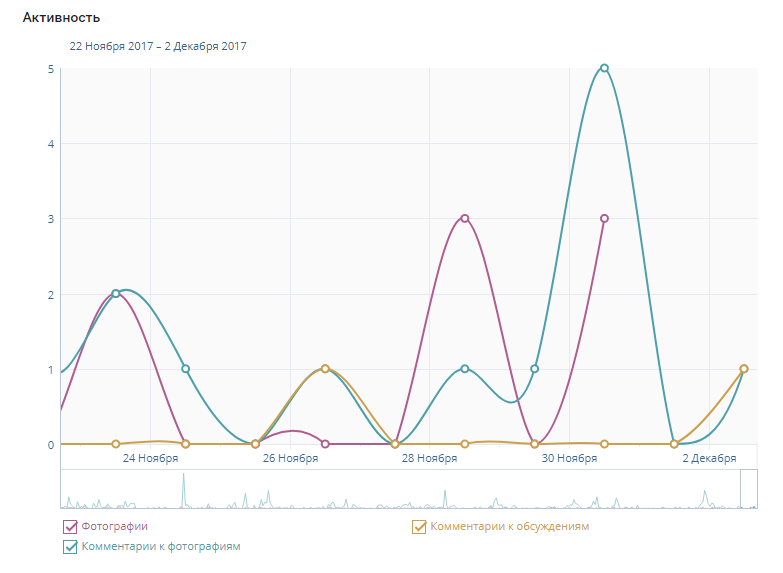 Активность
22 Ноября 2017 – 2 Декабря 2017
5
4
3
2
1
0
24 Ноября 26 Ноября 28 Ноября 30 Ноября 2 Декабря
Фотографии Комментарии к обсуждениям
Комментарии к фотографиям